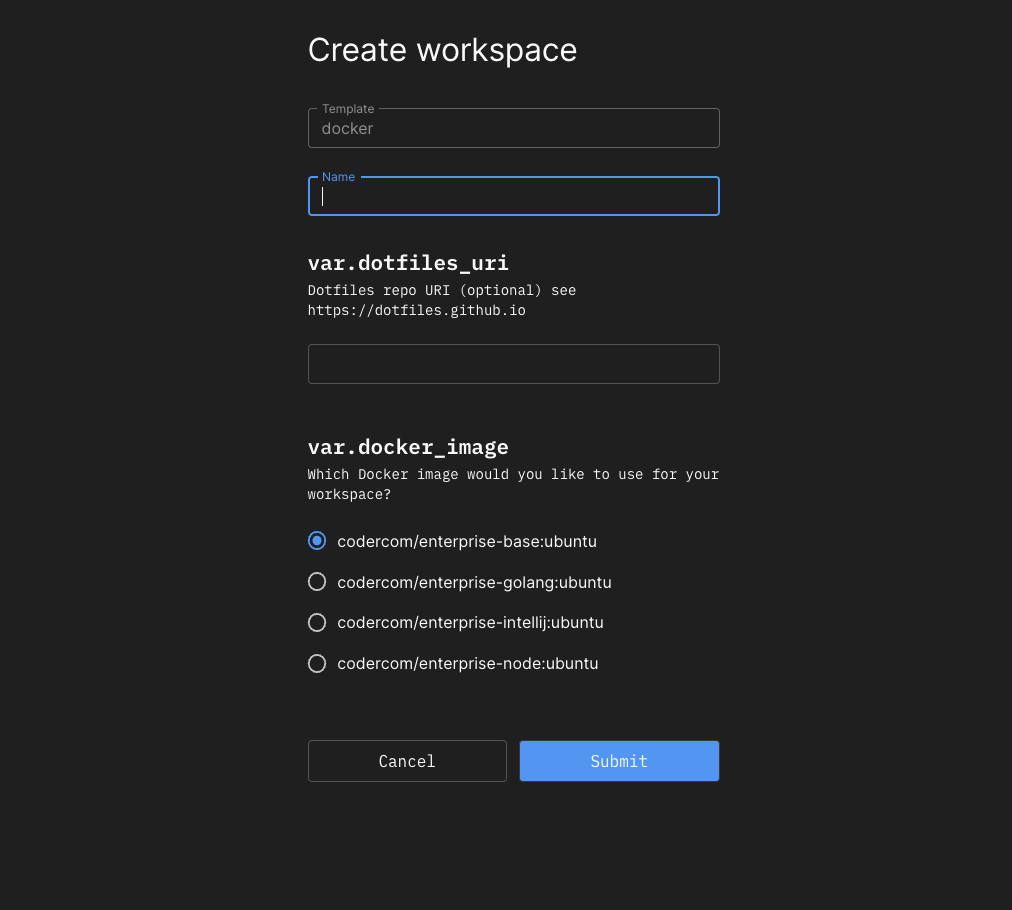 Create workspace
Template
docker
Name
var.dotfiles_uri
Dotfiles repo URI (optional) see
https://dotfiles.github.io
var.docker_image
Which Docker image would you like to use for your
workspace?
codercom/enterprise-base:ubuntu
codercom/enterprise-golang:ubuntu
codercom/enterprise-intellij:ubuntu
codercom/enterprise-node:ubuntu
Cancel Submit